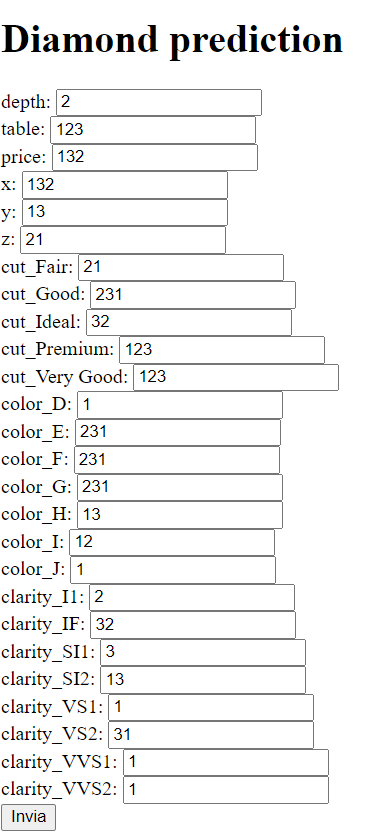 Diamond prediction
depth: 2
table: 123
price: 132
x: 132
y: 13
z: 21
cut_Fair: 21
cut_Good: 231
cut_Ideal: 32
cut_Premium: 123
cut_Very Good: 123
color_D: 1
color_E: 231
color_F: 231
color_G: 231
color_H: 13
color_I: 12
color_J: 1
clarity_I1: 2
clarity_IF: 32
clarity_SI1: 3
clarity_SI2: 13
clarity_VS1: 1
clarity_VS2: 31
clarity_VVS1: 1
clarity_VVS2: 1
Invia